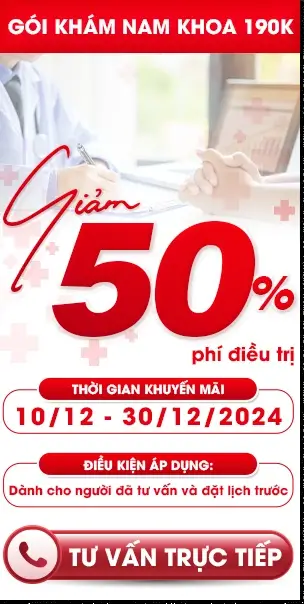 GÓI KHÁM NAM KHOA 190K
Giảm
50%
phí điều trị
THỜI GIAN KHUYẾN MÃI
10/12 - 30/12/2024
ĐIỀU KIỆN ÁP DỤNG:
Dành cho người đã tư vấn và đặt lịch trước
TƯ VẤN TRỰC TIẾP